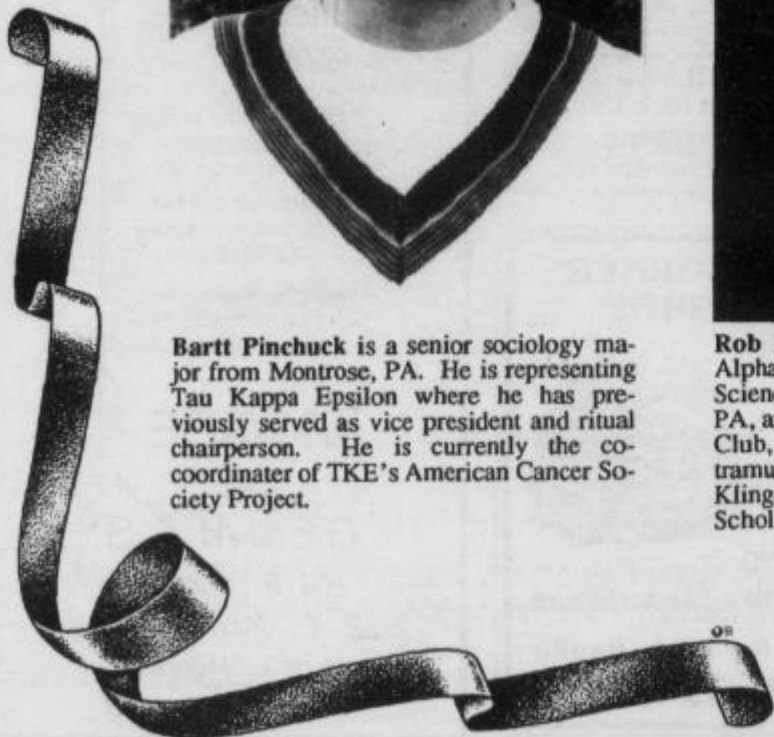 Bartt Pinchuck is a senior sociology ma-
jor from Montrose, PA. He is representing
Tau Kappa Epsilon where he has pre-
viously served as vice president and ritual
chairperson. He is currently the co-
coordinater of TKE's American Cancer So-
ciety Project.
Rob
Alpha
Scienc
PA, a
Club,
tramu
Kling
Schol